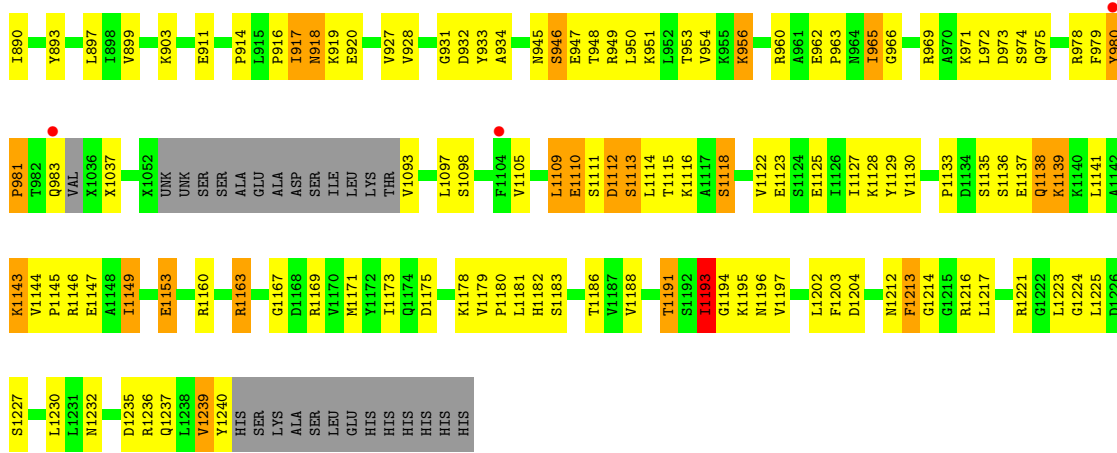 I890 Y893 L897 I898 V899 K903 E911 P914 L915 P916 I917 N918 K919 E920 V927 V928 G931 D932 Y933 A934 N945 S946 E947 T948 R949 L950 K951 L952 T953 V954 K955 K956 R960 A961 E962 P963 N964 I965 G966 R969 A970 K971 L972 D973 S974 Q975 R978 F979 Y980
P981 T982 Q983 VAL X1036 X1037 X1052 UNK UNK SER SER ALA GLU ALA ASP SER ILE LEU LYS THR V1093 L1097 S1098 F1104 V1105 L1109 E1110 S1111 D1112 S1113 L1114 T1115 K1116 A1117 S1118 V1122 E1123 S1124 E1125 I1126 I1127 K1128 Y1129 V1130 P1133 D1134 S1135 S1136 E1137 Q1138 K1139 K1140 L1141 A1142
K1143 V1144 P1145 R1146 E1147 A1148 I1149 E1153 R1160 R1163 G1167 D1168 R1169 V1170 M1171 Y1172 I1173 Q1174 D1175 K1178 V1179 P1180 L1181 H1182 S1183 T1186 V1187 V1188 T1191 S1192 I1193 G1194 K1195 N1196 V1197 L1202 F1203 D1204 N1212 F1213 G1214 G1215 R1216 L1217 R1221 G1222 L1223 G1224 L1225 D1226
S1227 L1230 L1231 N1232 D1235 R1236 Q1237 L1238 V1239 Y1240 HIS SER LYS ALA SER LEU GLU HIS HIS HIS HIS HIS HIS